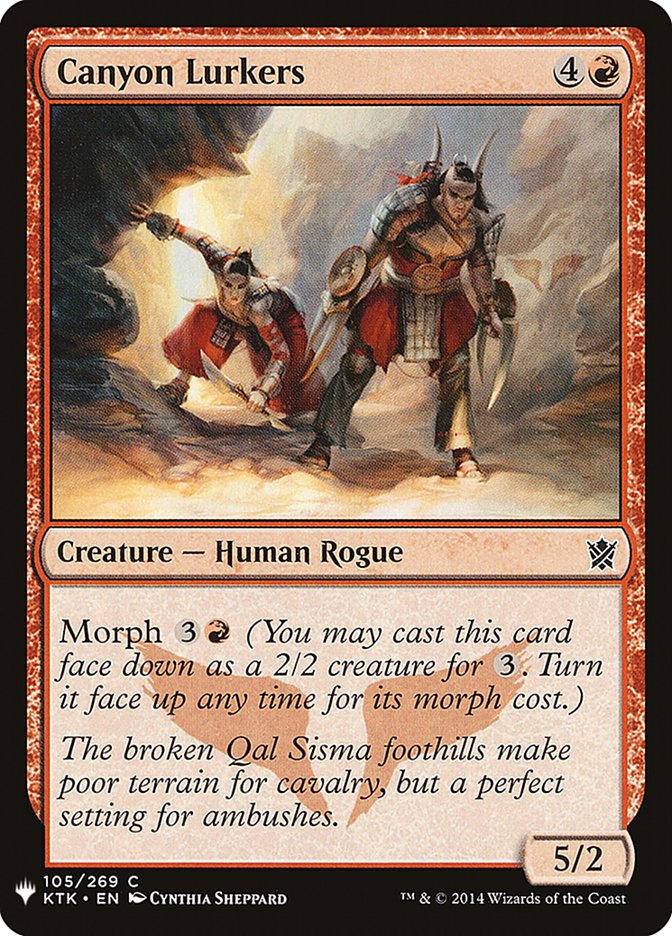 Canyon Lurkers 4
Creature — Human Rogue
Morph 3 (You may cast this card
face down as a 2/2 creature for 3. Turn
it face up any time for its morph cost.)
The broken Qal Sisma foothills make
poor terrain for cavalry, but a perfect
setting for ambushes.
5/2
105/269 C
KTK • EN Cynthia Sheppard
™ & © 2014 Wizards of the Coast